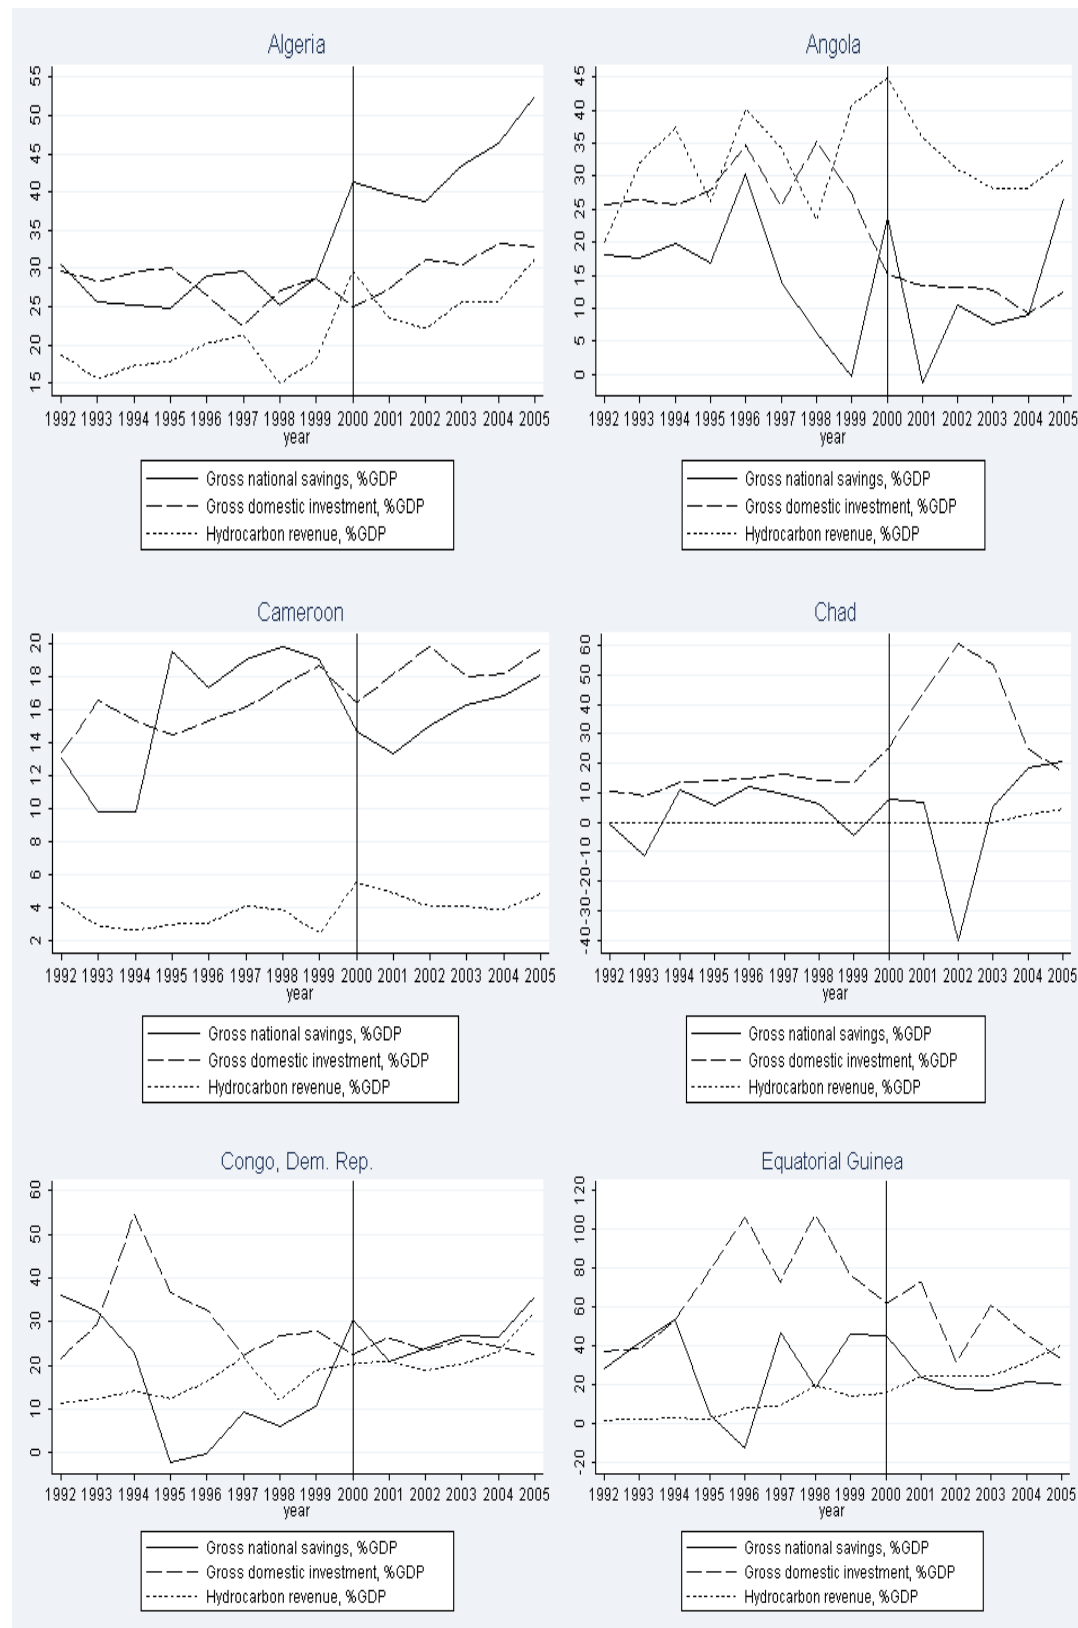 Algeria
55
50
45
40
35
30
25
20
15
1992 1993 1994 1995 1996 1997 1998 1999 2000 2001 2002 2003 2004 2005
year
Gross national savings, %GDP
Gross domestic investment, %GDP
Hydrocarbon revenue, %GDP
Angola
45
40
35
30
25
20
15
10
5
0
1992 1993 1994 1995 1996 1997 1998 1999 2000 2001 2002 2003 2004 2005
year
Gross national savings, %GDP
Gross domestic investment, %GDP
Hydrocarbon revenue, %GDP
Cameroon
20
18
16
14
12
10
8
6
4
2
1992 1993 1994 1995 1996 1997 1998 1999 2000 2001 2002 2003 2004 2005
year
Gross national savings, %GDP
Gross domestic investment, %GDP
Hydrocarbon revenue, %GDP
Chad
60
50
40
30
20
10
0
-10
-20
-30
-40
1992 1993 1994 1995 1996 1997 1998 1999 2000 2001 2002 2003 2004 2005
year
Gross national savings, %GDP
Gross domestic investment, %GDP
Hydrocarbon revenue, %GDP
Congo, Dem. Rep.
60
50
40
30
20
10
0
1992 1993 1994 1995 1996 1997 1998 1999 2000 2001 2002 2003 2004 2005
year
Gross national savings, %GDP
Gross domestic investment, %GDP
Hydrocarbon revenue, %GDP
Equatorial Guinea
120
100
80
60
40
20
0
-20
1992 1993 1994 1995 1996 1997 1998 1999 2000 2001 2002 2003 2004 2005
year
Gross national savings, %GDP
Gross domestic investment, %GDP
Hydrocarbon revenue, %GDP